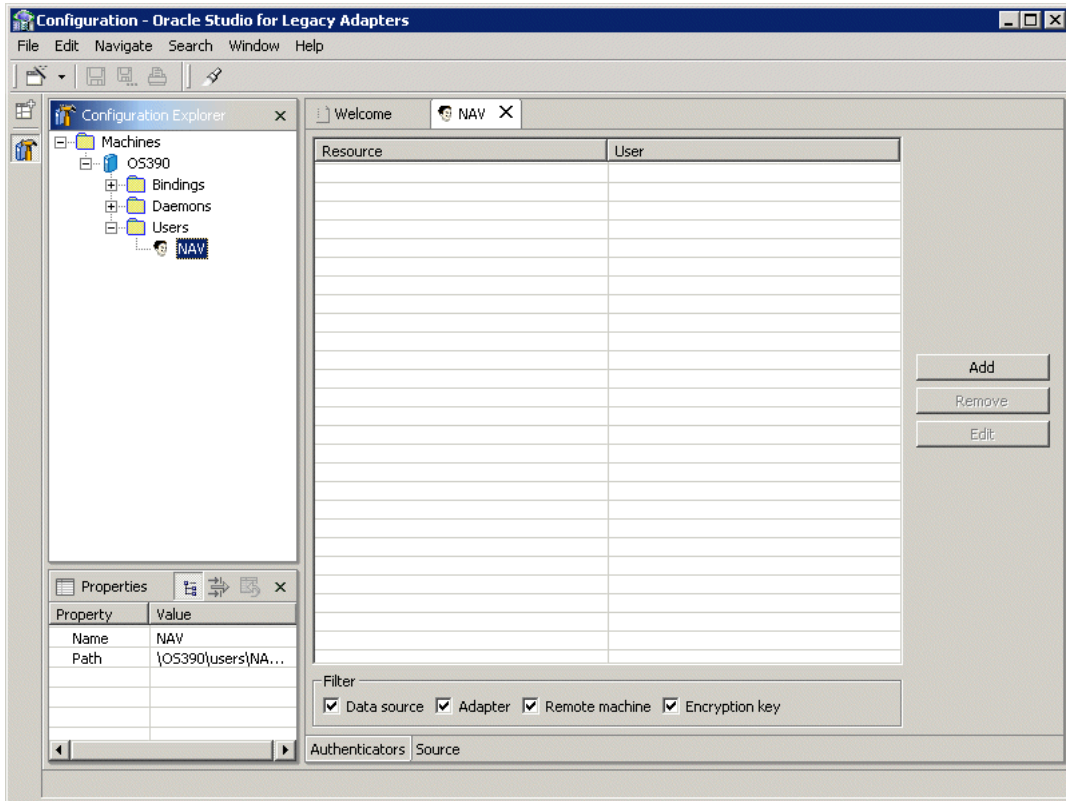 Configuration - Oracle Studio for Legacy Adapters
File Edit Navigate Search Window Help
Configuration Explorer
Machines
OS390
Bindings
Daemons
Users
NAV
Welcome
NAV
Resource User
Add
Remove
Edit
Properties
Property Value
Name NAV
Path \OS390\users\NA...
Filter
Data source Adapter Remote machine Encryption key
Authenticators Source